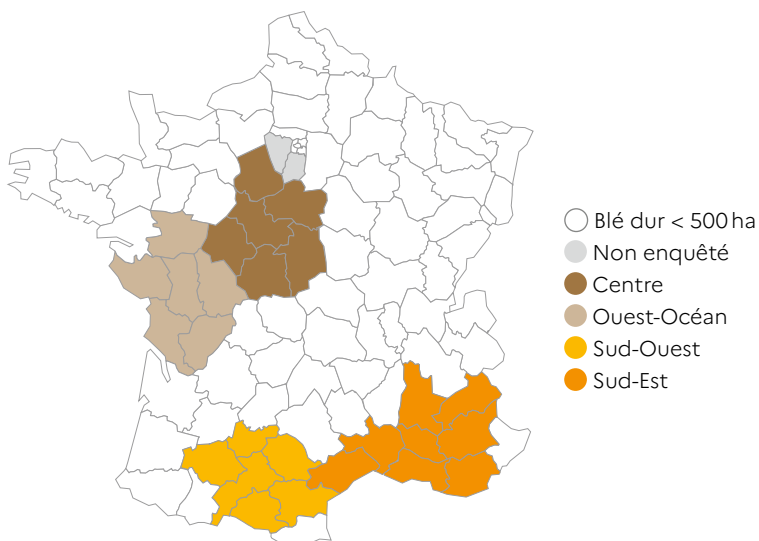 Blé dur < 500 ha
Non enquêté
Centre
Ouest-Océan
Sud-Ouest
Sud-Est